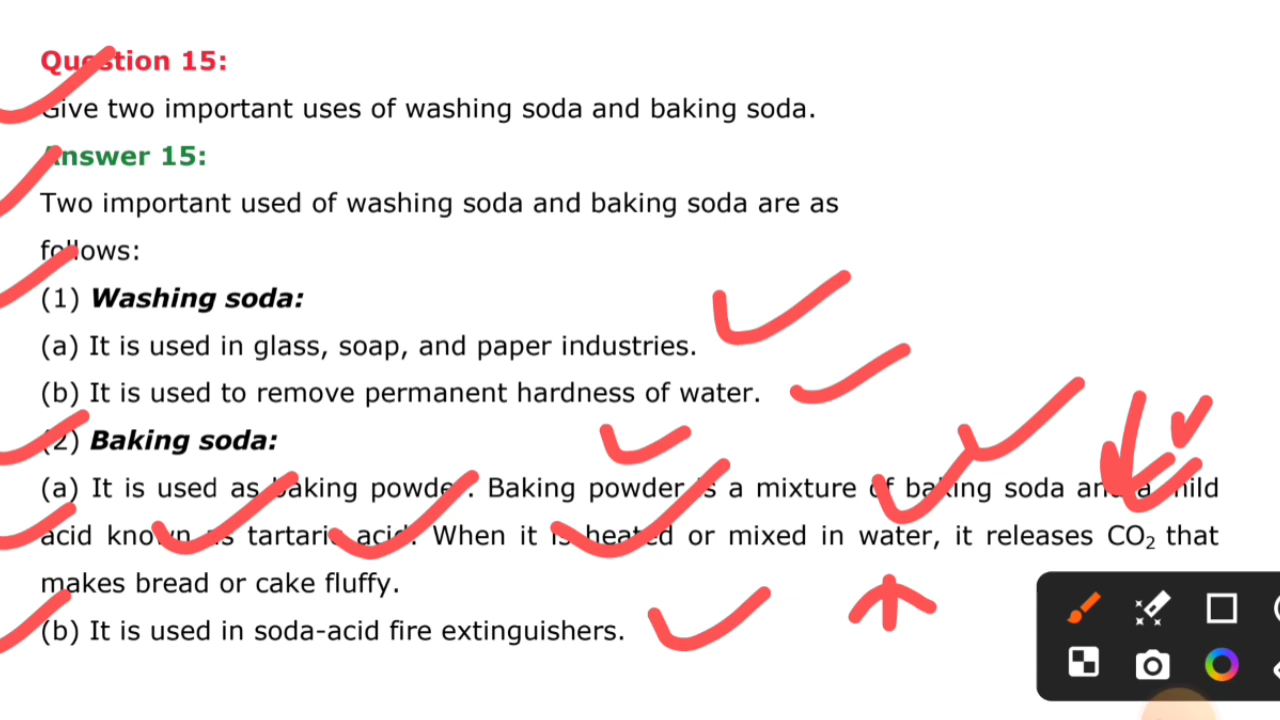 Question 15:
Give two important uses of washing soda and baking soda.
Answer 15:
Two important used of washing soda and baking soda are as
follows:
(1) Washing soda:
(a) It is used in glass, soap, and paper industries.
(b) It is used to remove permanent hardness of water.
(2) Baking soda:
(a) It is used as baking powder. Baking powder is a mixture of baking soda and a mild
acid known as tartaric acid. When it is heated or mixed in water, it releases CO₂ that
makes bread or cake fluffy.
(b) It is used in soda-acid fire extinguishers.